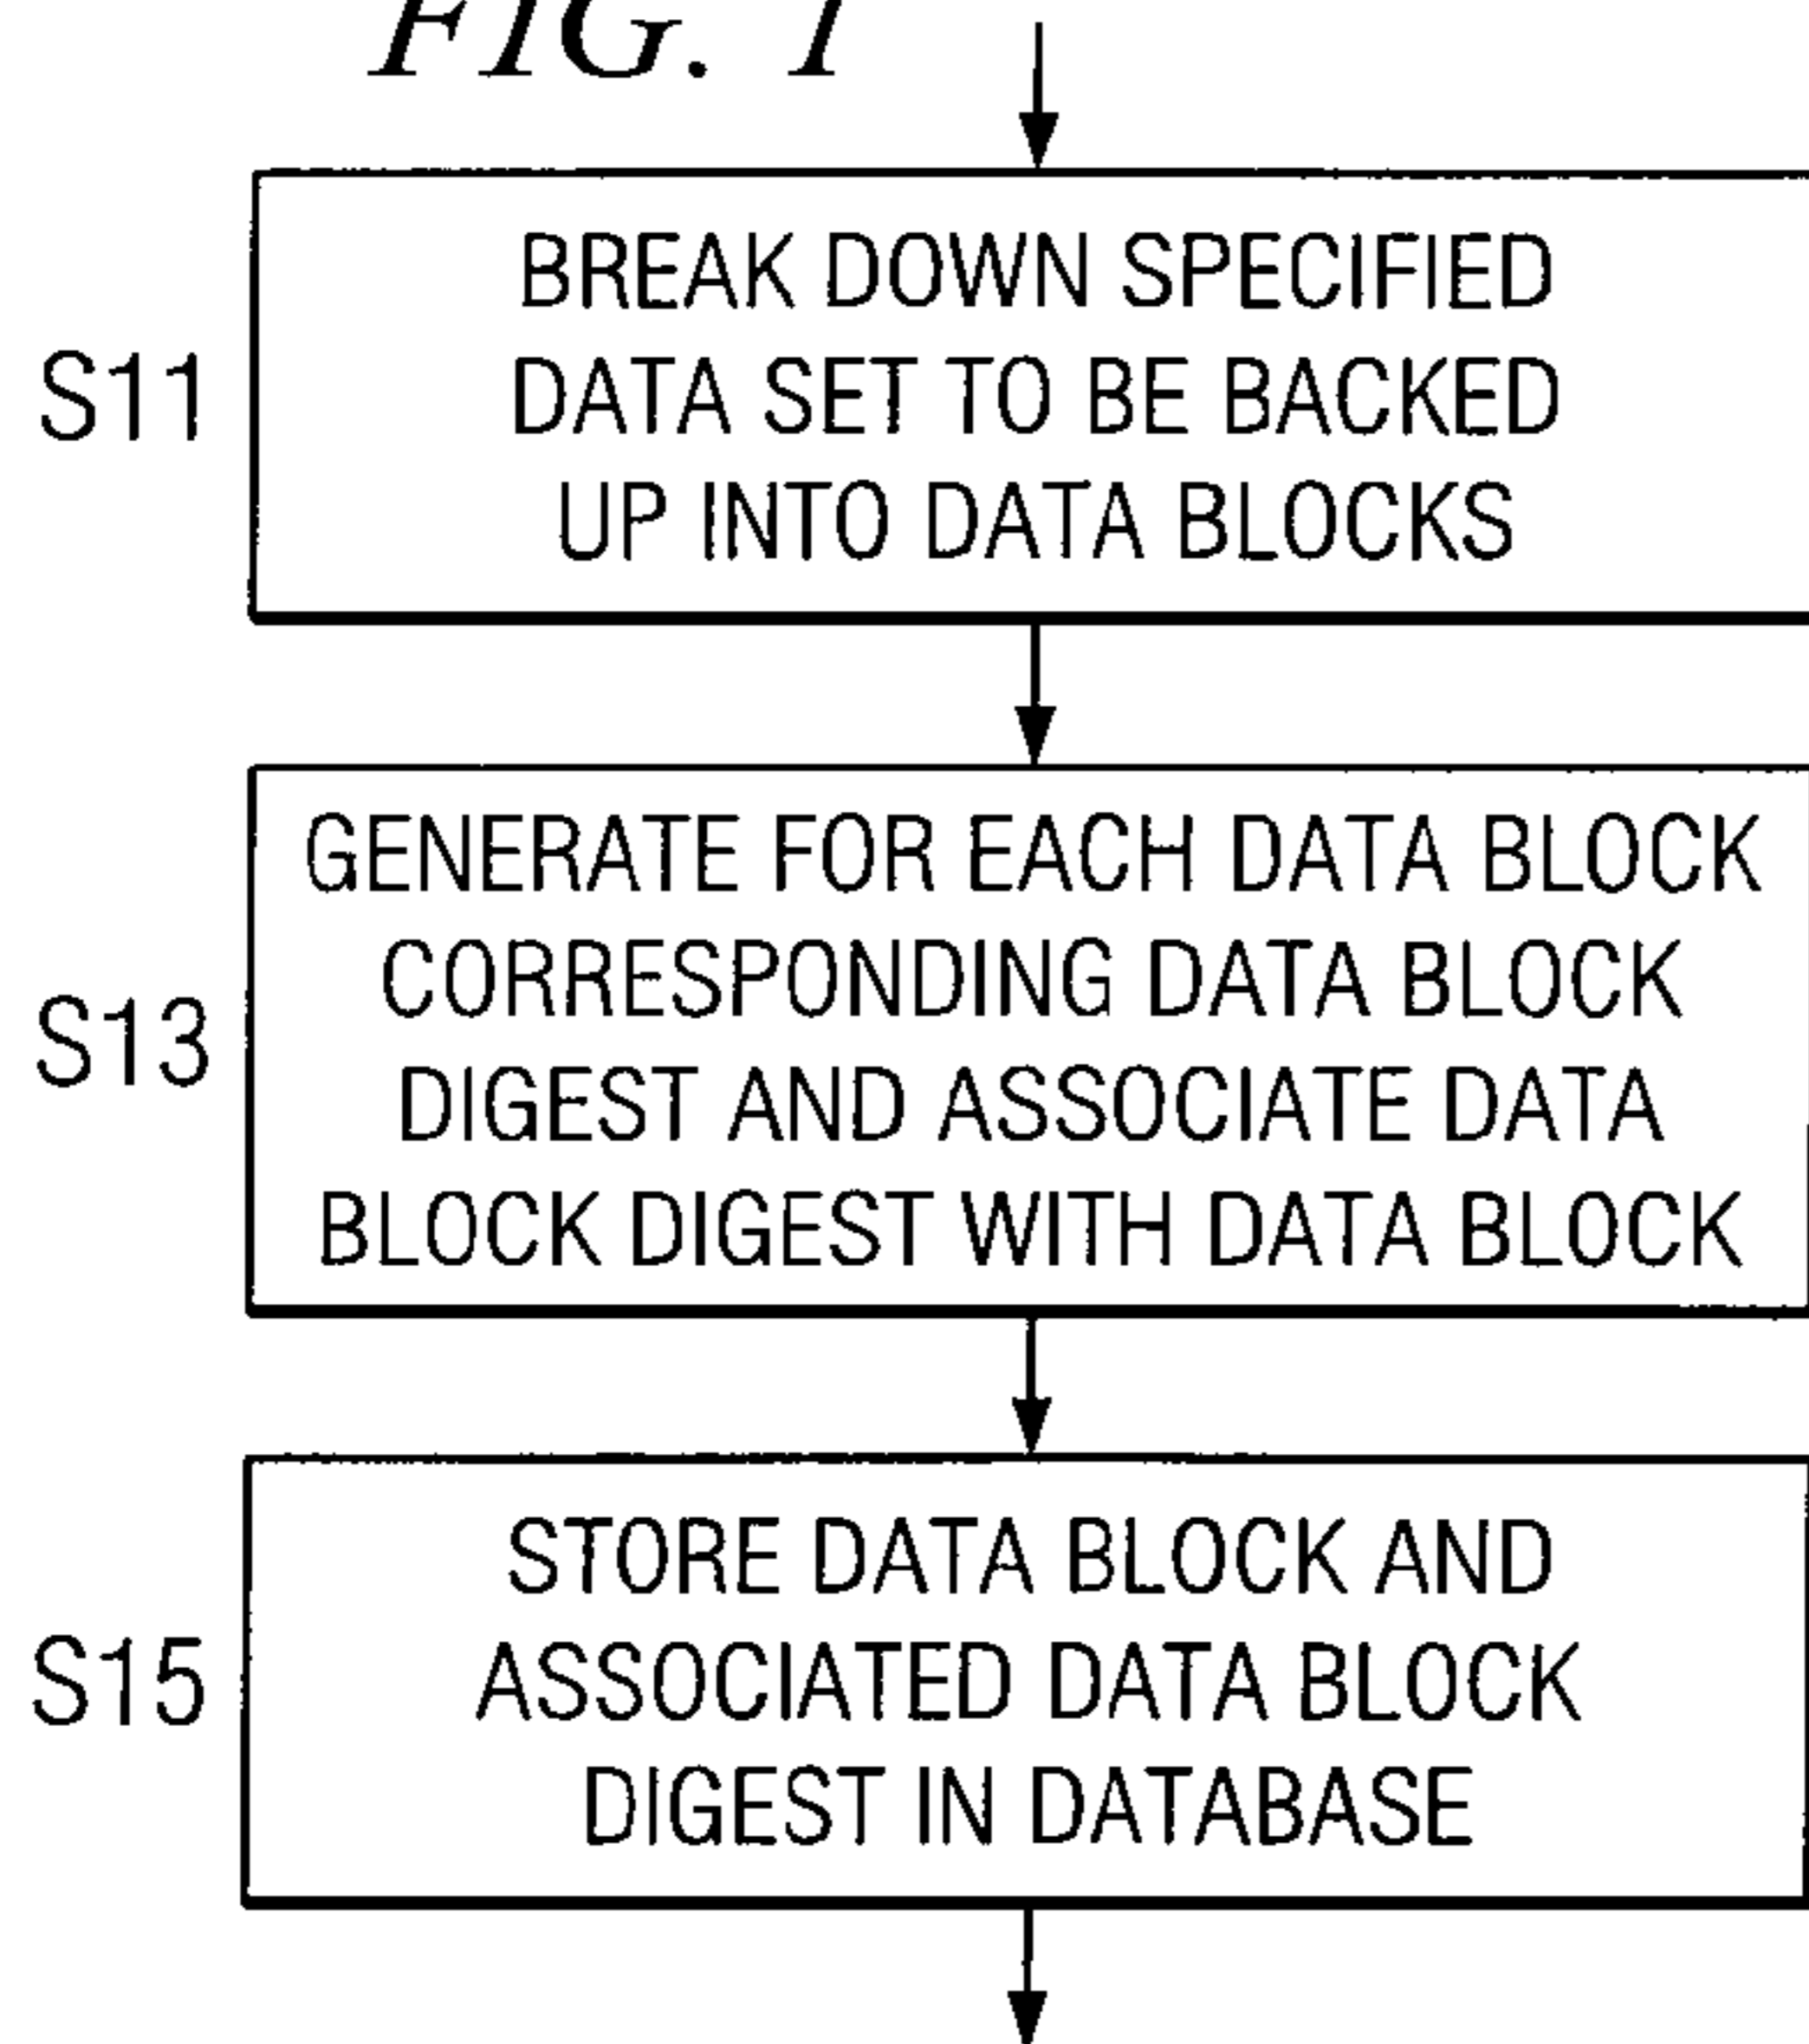 FIG. 1
BREAK DOWN SPECIFIED
DATA SET TO BE BACKED
UP INTO DATA BLOCKS
S11
GENERATE FOR EACH DATA BLOCK
CORRESPONDING DATA BLOCK
DIGEST AND ASSOCIATE DATA
BLOCK DIGEST WITH DATA BLOCK
S13
STORE DATA BLOCK AND
ASSOCIATED DATA BLOCK
DIGEST IN DATABASE
S15